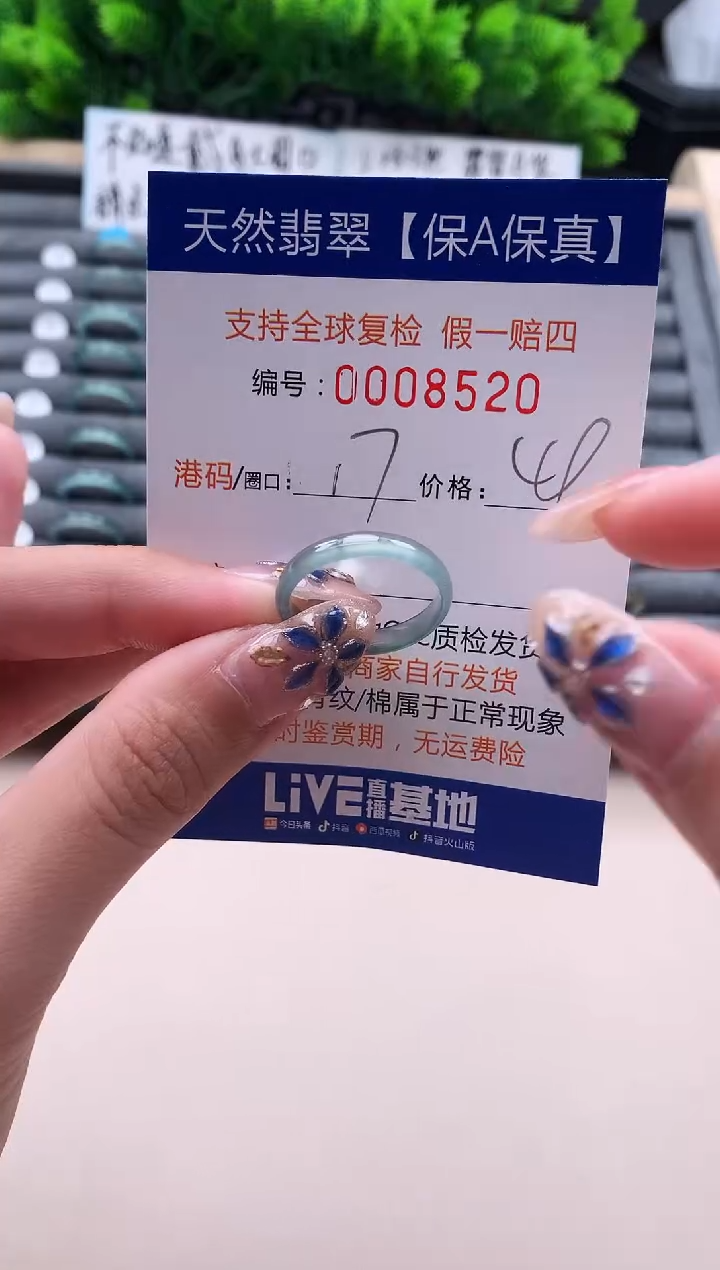 天然翡翠【保A保真】
支持全球复检 假一赔四
编号：0008520
港码/圈口：17 价格：
质检发货
商家自行发货
纹/棉属于正常现象
时鉴赏期，无运费险
LiVE直播基地
今日头条 抖音 西瓜视频 抖音火山版